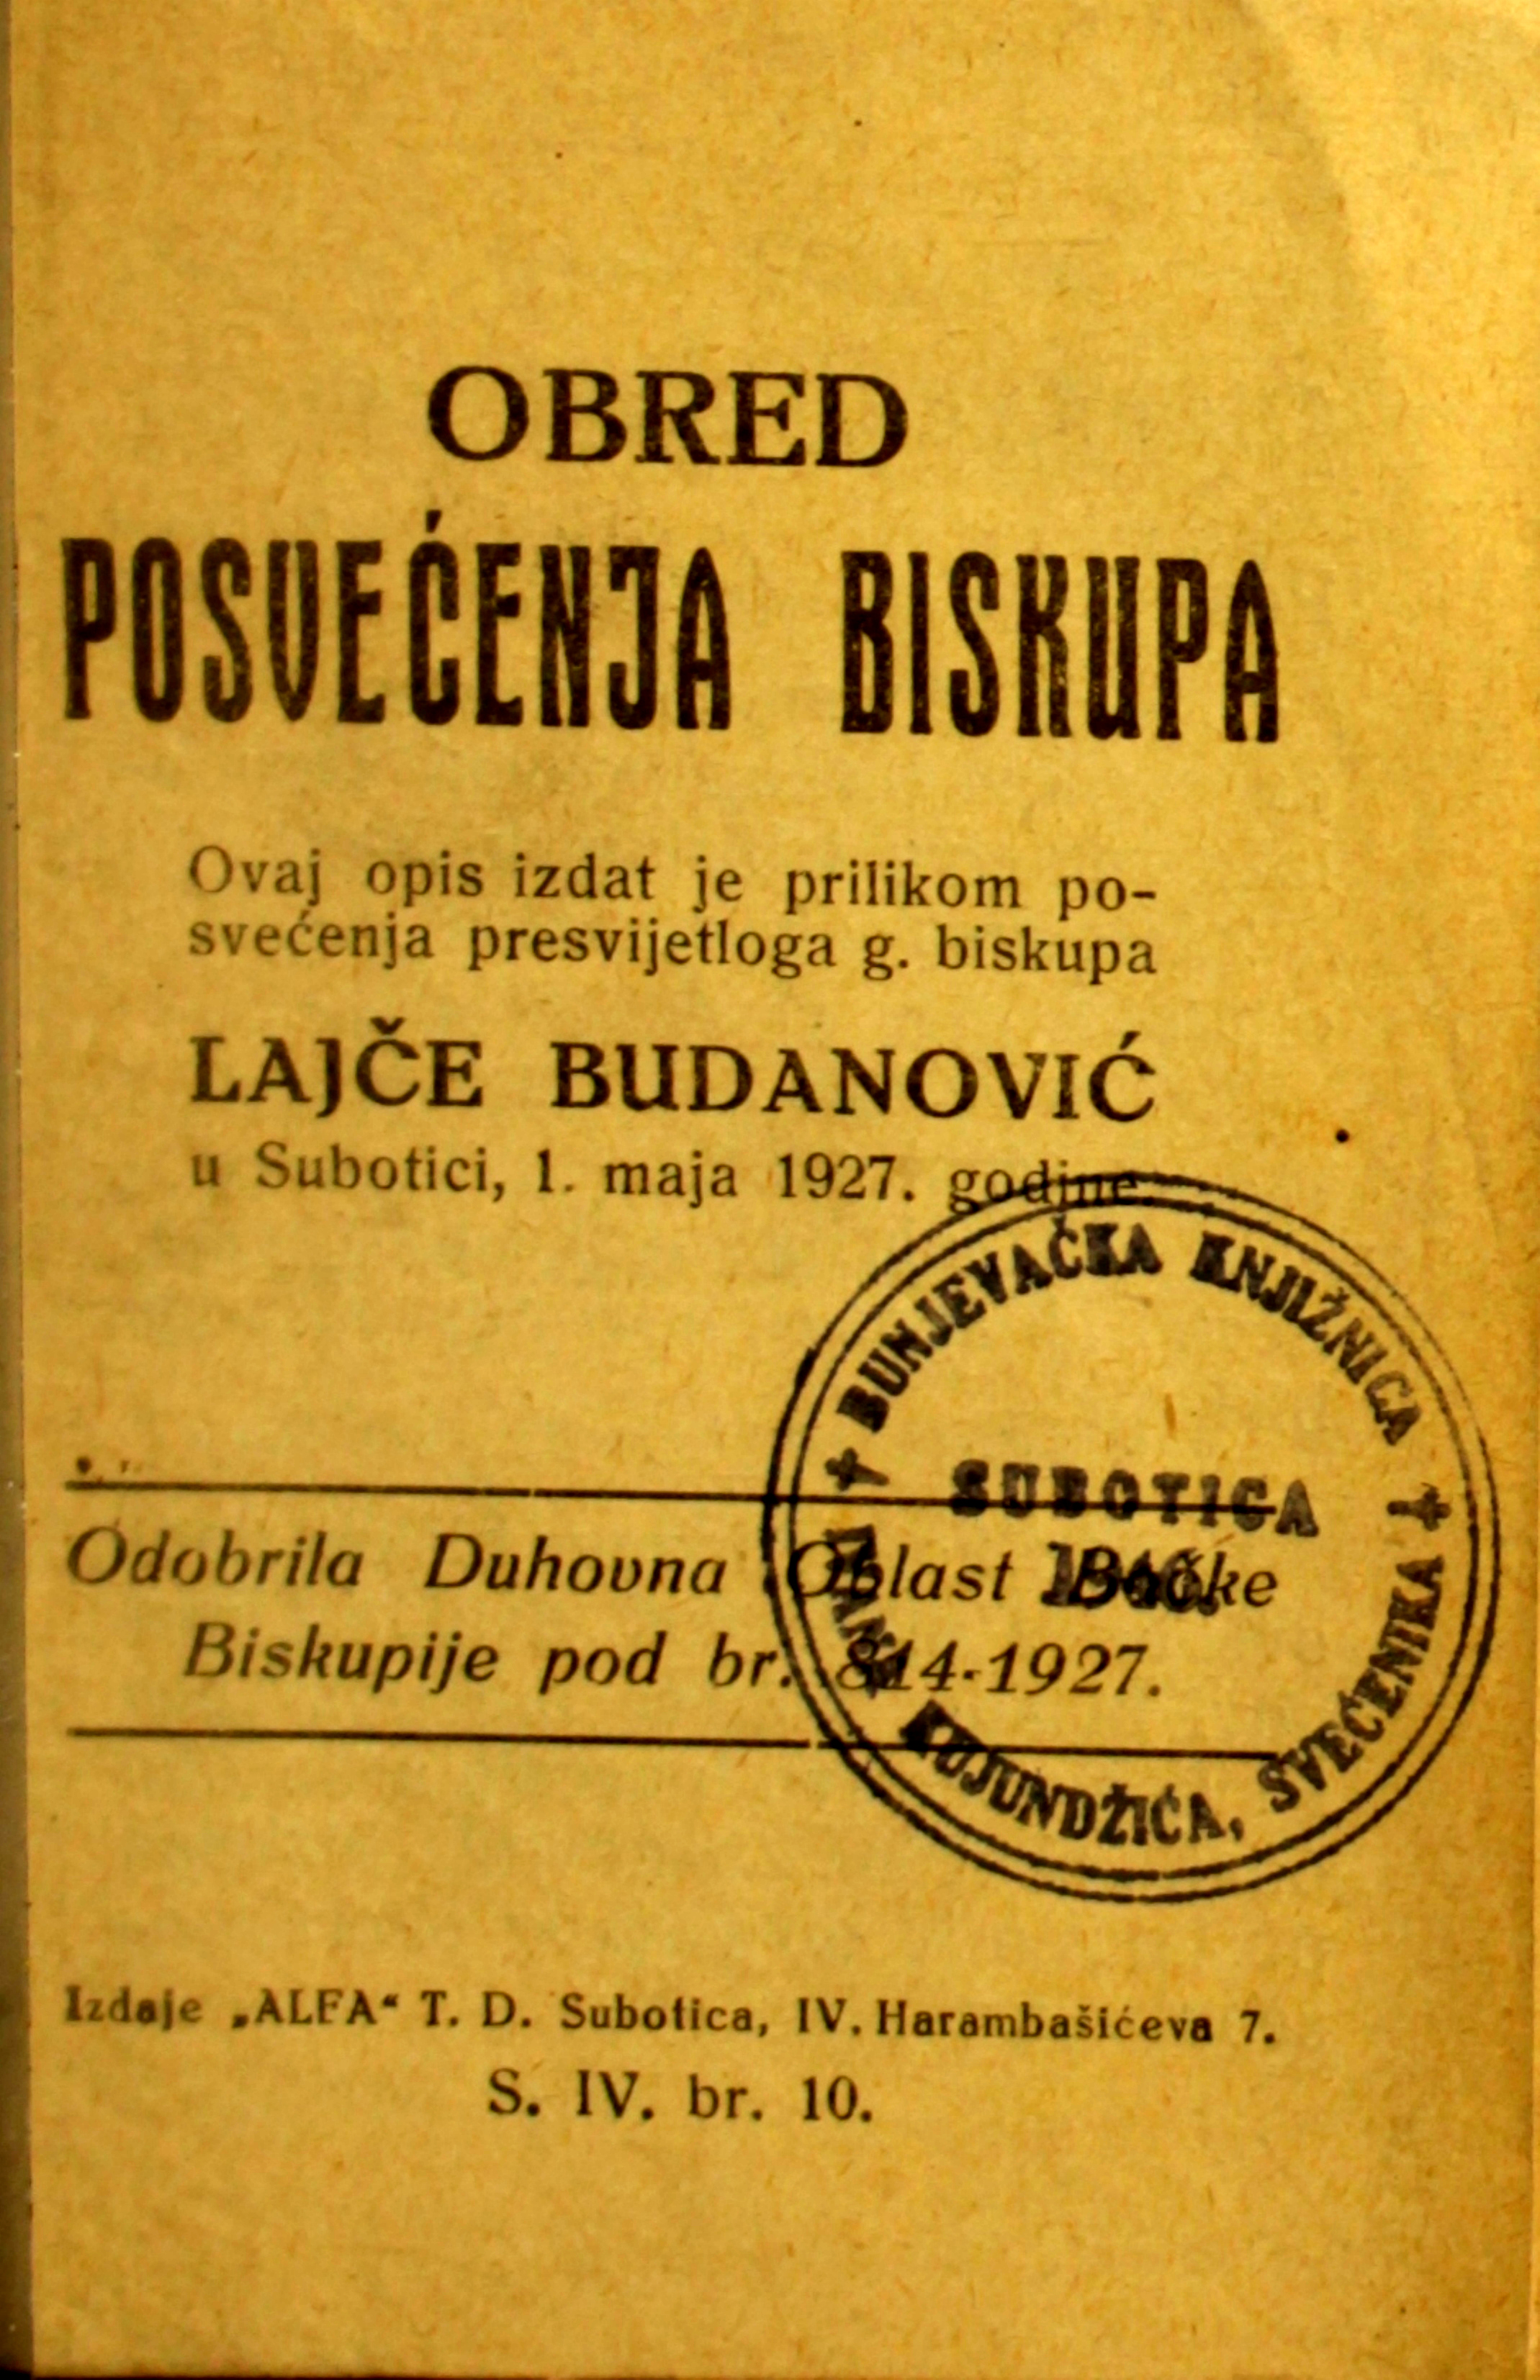 OBRED
POSVEĆENJA BISKUPA
Ovaj opis izdat je prilikom po-
svećenja presvijetloga g. biskupa
LAJČE BUDANOVIĆ
u Subotici, 1. maja 1927. godine.
BUNJEVAČKA KNJIŽNICA
SUBOTICA
KUJUNDŽIĆA, SVEĆENIKA
Odobrila Duhovna Oblast Bačke
Biskupije pod br. 814-1927.
Izdaje „ALFA“ T. D. Subotica, IV. Harambašićeva 7.
S. IV. br. 10.